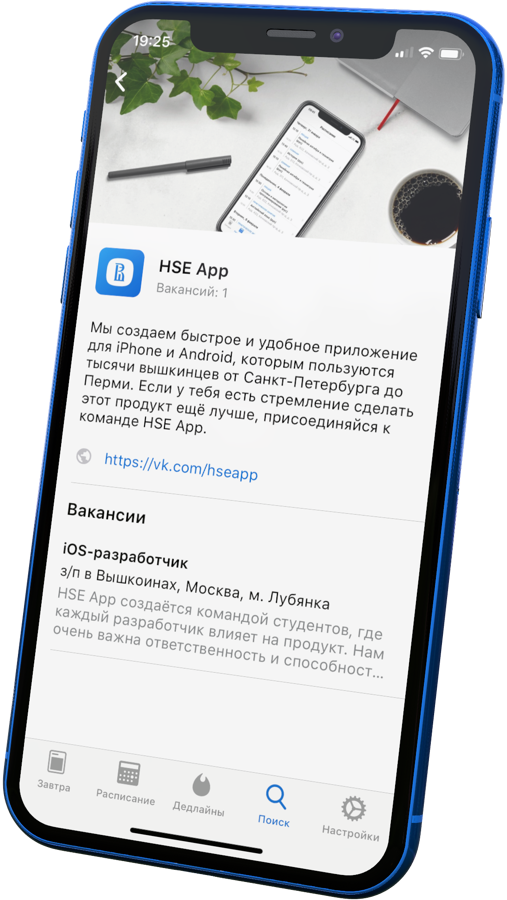 19:25
HSE App
Вакансий: 1
Мы создаем быстрое и удобное приложение
для iPhone и Android, которым пользуются
тысячи вышкинцев от Санкт-Петербурга до
Перми. Если у тебя есть стремление сделать
этот продукт ещё лучше, присоединяйся к
команде HSE App.
https://vk.com/hseapp
Вакансии
iOS-разработчик
з/п в Вышкоинах, Москва, м. Лубянка
HSE App создаётся командой студентов, где
каждый разработчик влияет на продукт. Нам
очень важна ответственность и способност...
Завтра
Расписание
Дедлайны
Поиск
Настройки